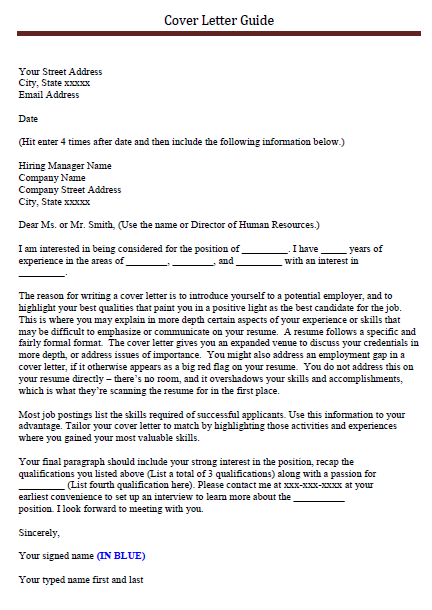 Cover Letter Guide
Your Street Address
City, State xxxxx
Email Address
Date
(Hit enter 4 times after date and then include the following information below.)
Hiring Manager Name
Company Name
Company Street Address
City, State xxxxx
Dear Ms. or Mr. Smith, (Use the name or Director of Human Resources.)
I am interested in being considered for the position of _________. I have _____ years of
experience in the areas of ________, ________, and _________ with an interest in
_________.
The reason for writing a cover letter is to introduce yourself to a potential employer, and to
highlight your best qualities that paint you in a positive light as the best candidate for the job.
This is where you may explain in more depth certain aspects of your experience or skills that
may be difficult to emphasize or communicate on your resume. A resume follows a specific and
fairly formal format. The cover letter gives you an expanded venue to discuss your credentials in
more depth, or address issues of importance. You might also address an employment gap in a
cover letter, if it otherwise appears as a big red flag on your resume. You do not address this on
your resume directly – there's no room, and it overshadows your skills and accomplishments,
which is what they're scanning the resume for in the first place.
Most job postings list the skills required of successful applicants. Use this information to your
advantage. Tailor your cover letter to match by highlighting those activities and experiences
where you gained your most valuable skills.
Your final paragraph should include your strong interest in the position, recap the
qualifications you listed above (List a total of 3 qualifications) along with a passion for
_________ (List fourth qualification here). Please contact me at xxx-xxx-xxxx at your
earliest convenience to set up an interview to learn more about the __________
position. I look forward to meeting with you.
Sincerely,
Your signed name (IN BLUE)
Your typed name first and last